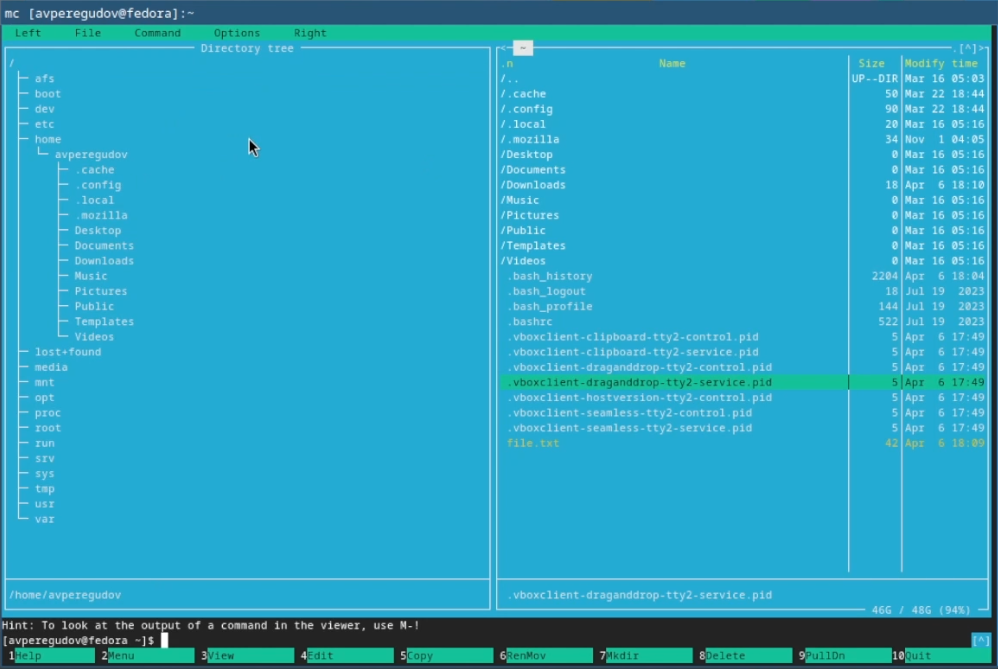 mc [avperegudov@fedora]:~
Left File Command Options Right
Directory tree
/
afs
boot
dev
etc
home
avperegudov
.cache
.config
.local
.mozilla
Desktop
Documents
Downloads
Music
Pictures
Public
Templates
Videos
lost+found
media
mnt
opt
proc
root
run
srv
sys
tmp
usr
var
/home/avperegudov
<- ~ .[^]>
.n Name Size Modify time
/.. UP--DIR Mar 16 05:03
/.cache 50 Mar 22 18:44
/.config 90 Mar 22 18:44
/.local 20 Mar 16 05:16
/.mozilla 34 Nov 1 04:05
/Desktop 0 Mar 16 05:16
/Documents 0 Mar 16 05:16
/Downloads 18 Apr 6 18:10
/Music 0 Mar 16 05:16
/Pictures 0 Mar 16 05:16
/Public 0 Mar 16 05:16
/Templates 0 Mar 16 05:16
/Videos 0 Mar 16 05:16
.bash_history 2204 Apr 6 18:04
.bash_logout 18 Jul 19 2023
.bash_profile 144 Jul 19 2023
.bashrc 522 Jul 19 2023
.vboxclient-clipboard-tty2-control.pid 5 Apr 6 17:49
.vboxclient-clipboard-tty2-service.pid 5 Apr 6 17:49
.vboxclient-draganddrop-tty2-control.pid 5 Apr 6 17:49
.vboxclient-draganddrop-tty2-service.pid 5 Apr 6 17:49
.vboxclient-hostversion-tty2-control.pid 5 Apr 6 17:49
.vboxclient-seamless-tty2-control.pid 5 Apr 6 17:49
.vboxclient-seamless-tty2-service.pid 5 Apr 6 17:49
file.txt 42 Apr 6 18:09
.vboxclient-draganddrop-tty2-service.pid
46G / 48G (94%)
Hint: To look at the output of a command in the viewer, use M-!
[avperegudov@fedora ~]$ [^]
1Help 2Menu 3View 4Edit 5Copy 6RenMov 7Mkdir 8Delete 9PullDn 10Quit